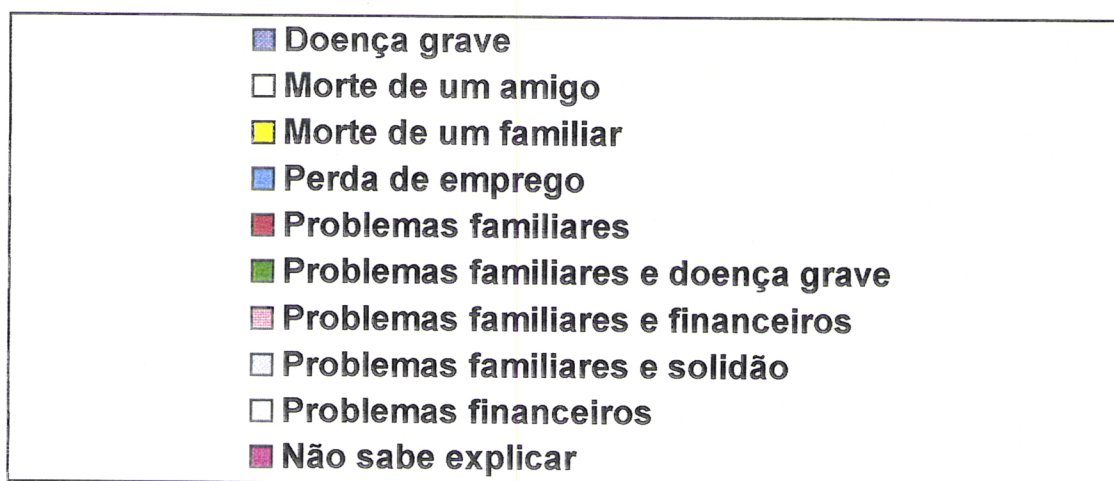 Doença grave
Morte de um amigo
Morte de um familiar
Perda de emprego
Problemas familiares
Problemas familiares e doença grave
Problemas familiares e financeiros
Problemas familiares e solidão
Problemas financeiros
Não sabe explicar